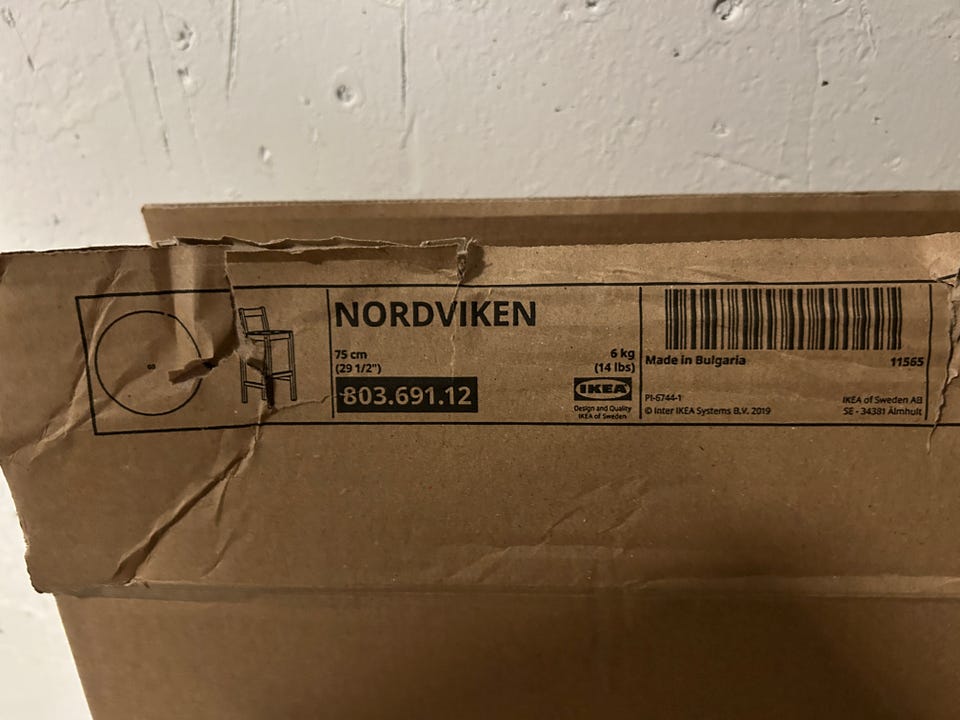 NORDVIKEN
75 cm
(29 1/2")
803.691.12
6 kg
(14 lbs)
IKEA
Design and Quality
IKEA of Sweden
Made in Bulgaria
11565
PI-6744-1
© Inter IKEA Systems B.V. 2019
IKEA of Sweden AB
SE - 34381 Älmhult